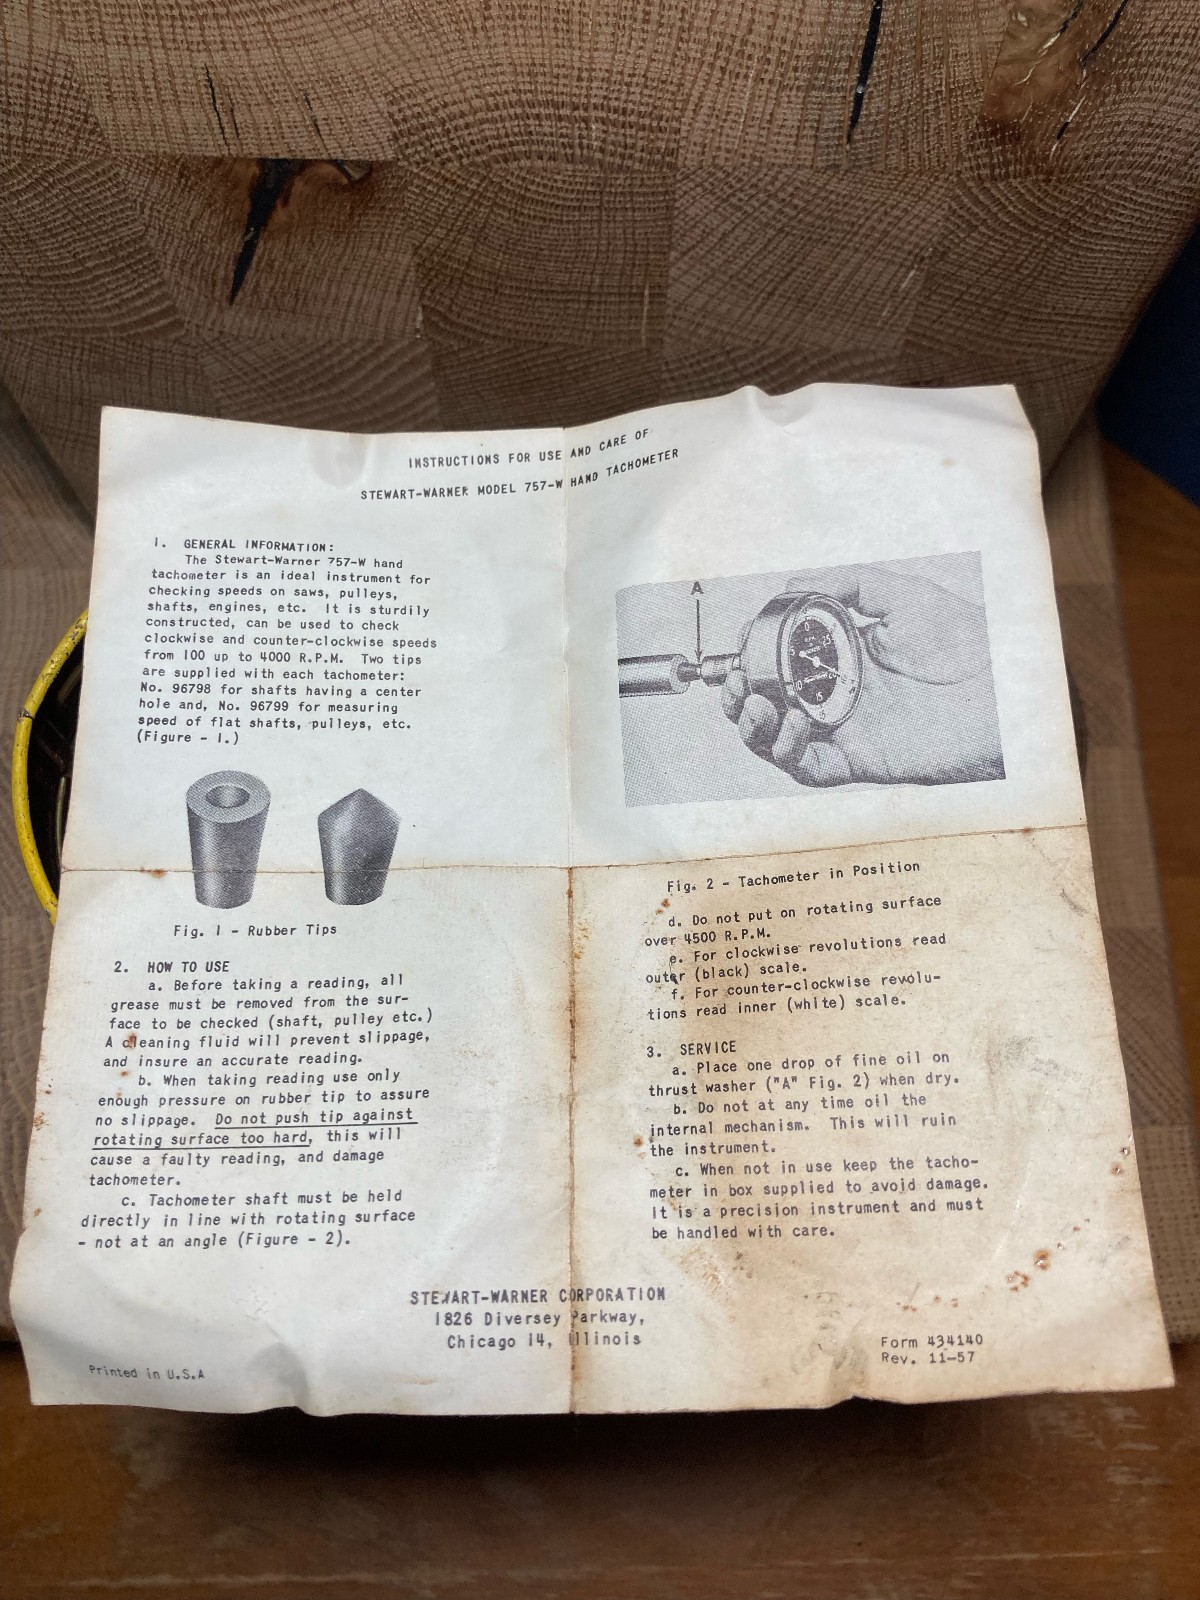 INSTRUCTIONS FOR USE AND CARE OF
STEWART-WARNER MODEL 757-W HAND TACHOMETER
1. GENERAL INFORMATION:
The Stewart-Warner 757-W hand
tachometer is an ideal instrument for
checking speeds on saws, pulleys,
shafts, engines, etc. It is sturdily
constructed, can be used to check
clockwise and counter-clockwise speeds
from 100 up to 4000 R.P.M. Two tips
are supplied with each tachometer:
No. 96798 for shafts having a center
hole and, No. 96799 for measuring
speed of flat shafts, pulleys, etc.
(Figure - 1.)
Fig. 1 - Rubber Tips
2. HOW TO USE
a. Before taking a reading, all
grease must be removed from the sur-
face to be checked (shaft, pulley etc.)
A cleaning fluid will prevent slippage,
and insure an accurate reading.
b. When taking reading use only
enough pressure on rubber tip to assure
no slippage. Do not push tip against
rotating surface too hard, this will
cause a faulty reading, and damage
tachometer.
c. Tachometer shaft must be held
directly in line with rotating surface
- not at an angle (Figure - 2).
A
0
5
10
15
25
Fig. 2 - Tachometer in Position
d. Do not put on rotating surface
over 4500 R.P.M.
e. For clockwise revolutions read
outer (black) scale.
f. For counter-clockwise revolu-
tions read inner (white) scale.
3. SERVICE
a. Place one drop of fine oil on
thrust washer ("A" Fig. 2) when dry.
b. Do not at any time oil the
internal mechanism. This will ruin
the instrument.
c. When not in use keep the tacho-
meter in box supplied to avoid damage.
It is a precision instrument and must
be handled with care.
STEWART-WARNER CORPORATION
1826 Diversey Parkway,
Chicago 14, Illinois
Printed in U.S.A
Form 434140
Rev. 11-57